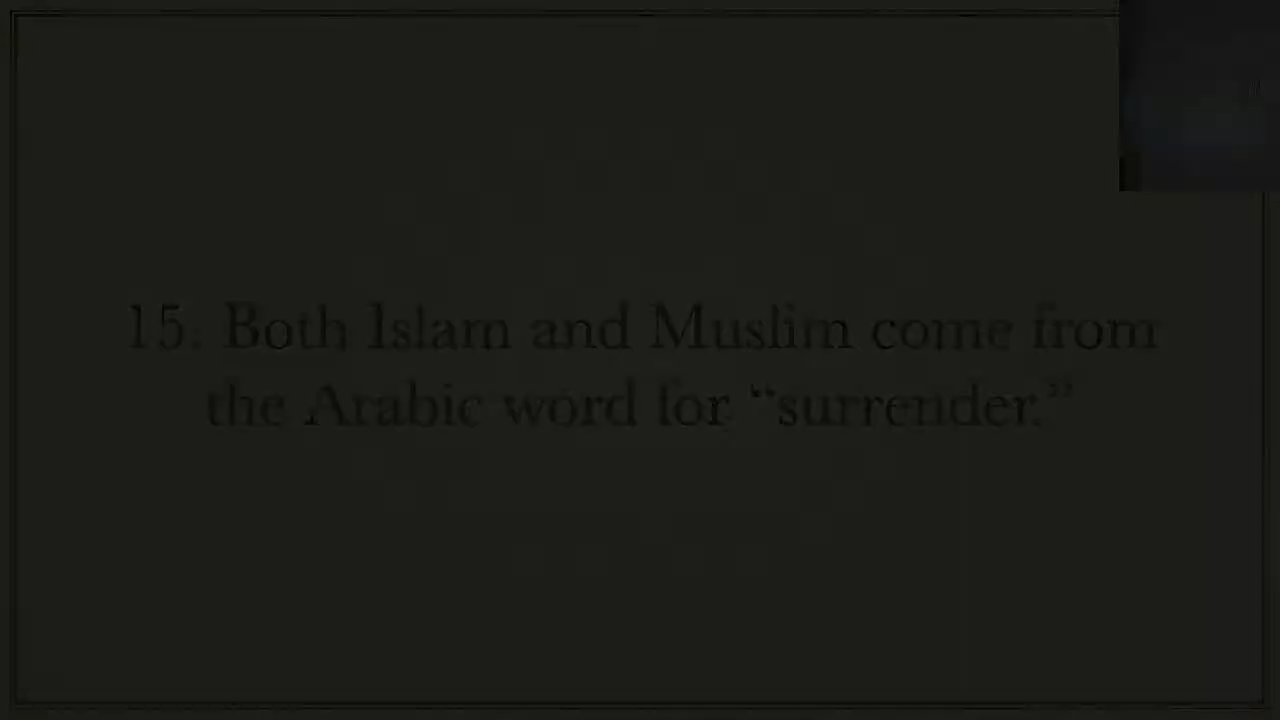 15. Both Islam and Muslim come from
the Arabic word for “surrender.”